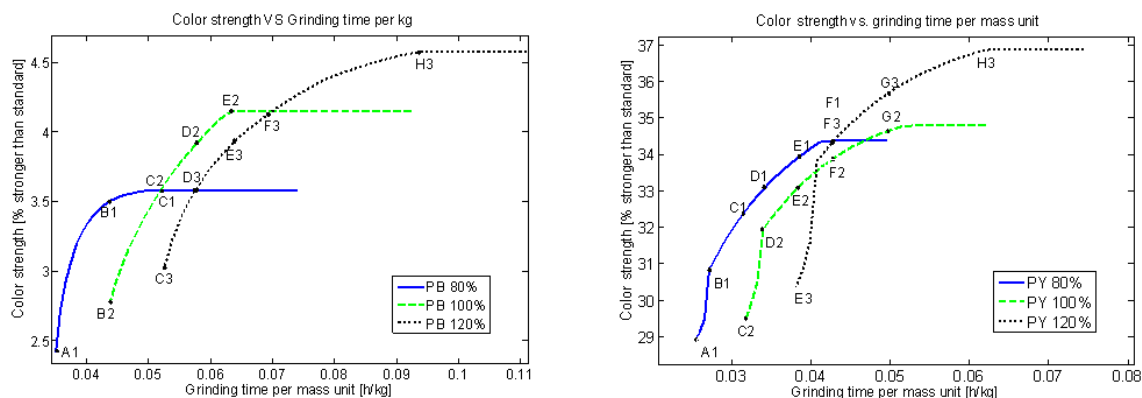 Color strength VS Grinding time per kg
Color strength [% stronger than standard]
4.5
4
3.5
3
2.5
0.04 0.05 0.06 0.07 0.08 0.09 0.1 0.11
Grinding time per mass unit [h/kg]
H3
E2
F3
D2
E3
C2
D3
C1
B1
C3
B2
A1
PB 80%
PB 100%
PB 120%
Color strength vs. grinding time per mass unit
Color strength [% stronger than standard]
37
36
35
34
33
32
31
30
29
0.03 0.04 0.05 0.06 0.07 0.08
Grinding time per mass unit [h/kg]
H3
G3
F1
G2
F3
E1
F2
D1
E2
C1
D2
B1
E3
C2
A1
PY 80%
PY 100%
PY 120%